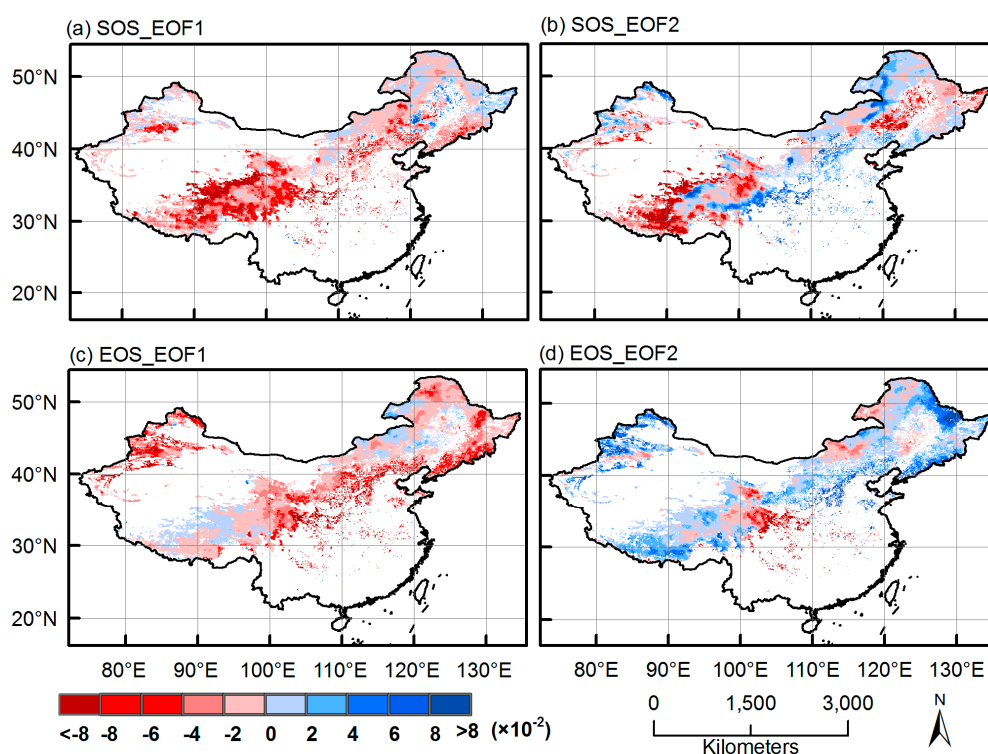 (a) SOS_EOF1
(b) SOS_EOF2
50°N
40°N
30°N
20°N
(c) EOS_EOF1
(d) EOS_EOF2
50°N
40°N
30°N
20°N
80°E 90°E 100°E 110°E 120°E 130°E
80°E 90°E 100°E 110°E 120°E 130°E
<-8 -8 -6 -4 -2 0 2 4 6 8 >8 (×10⁻²)
0 1,500 3,000
Kilometers
N